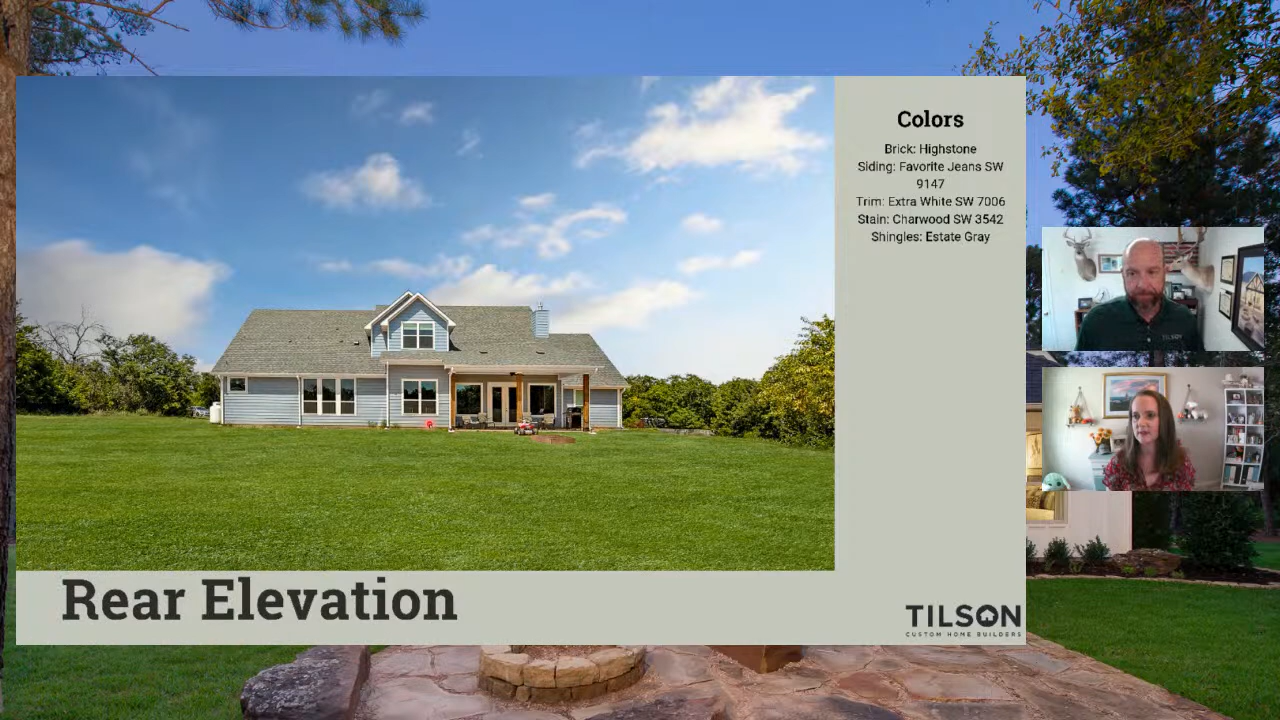 Colors
Brick: Highstone
Siding: Favorite Jeans SW
9147
Trim: Extra White SW 7006
Stain: Charwood SW 3542
Shingles: Estate Gray
Rear Elevation
TILSON
CUSTOM HOME BUILDERS
TILSON